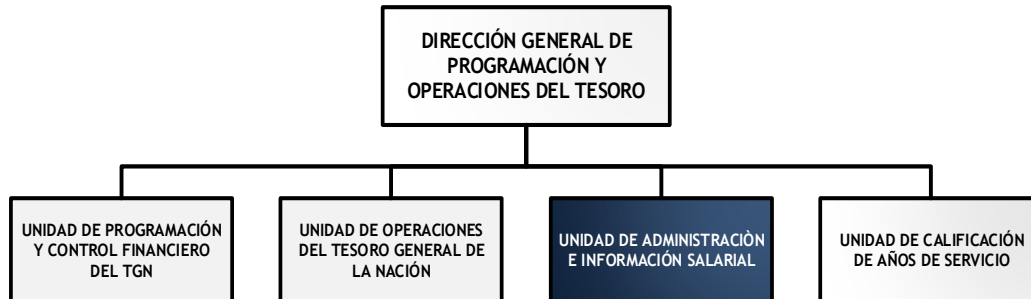 DIRECCIÓN GENERAL DE
PROGRAMACIÓN Y
OPERACIONES DEL TESORO
UNIDAD DE PROGRAMACIÓN
Y CONTROL FINANCIERO
DEL TGN
UNIDAD DE OPERACIONES
DEL TESORO GENERAL DE
LA NACIÓN
UNIDAD DE ADMINISTRACIÒN
E INFORMACIÓN SALARIAL
UNIDAD DE CALIFICACIÓN
DE AÑOS DE SERVICIO